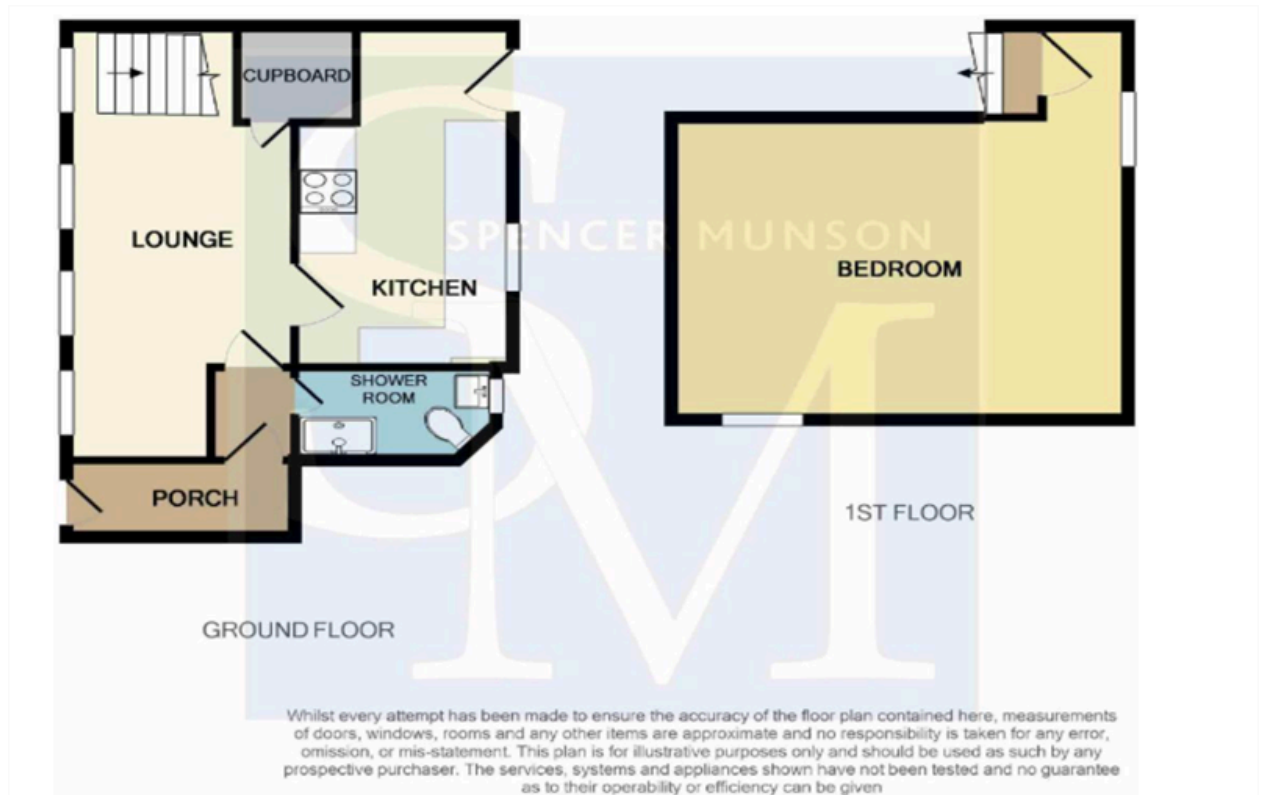 CUPBOARD
LOUNGE
SPENCER MUNSON
KITCHEN
BEDROOM
SHOWER
ROOM
PORCH
1ST FLOOR
GROUND FLOOR
Whilst every attempt has been made to ensure the accuracy of the floor plan contained here, measurements
of doors, windows, rooms and any other items are approximate and no responsibility is taken for any error,
omission, or mis-statement. This plan is for illustrative purposes only and should be used as such by any
prospective purchaser. The services, systems and appliances shown have not been tested and no guarantee
as to their operability or efficiency can be given
SM